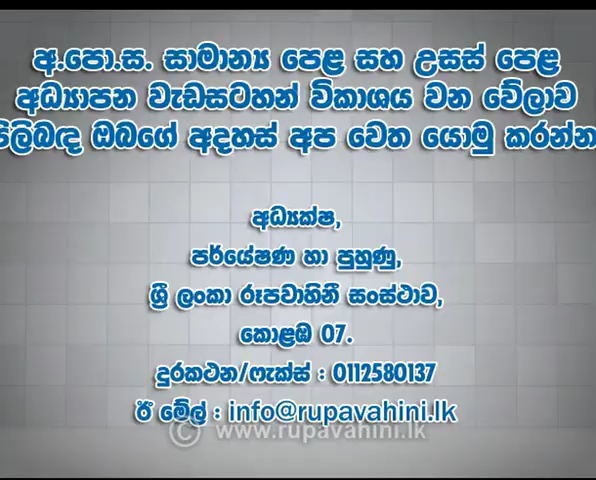 අ.පො.ස. සාමාන්‍ය පෙළ සහ උසස් පෙළ
අධ්‍යාපන වැඩසටහන් විකාශය වන වේලාව
පිලිබඳ ඔබගේ අදහස් අප වෙත යොමු කරන්න
අධ්‍යක්ෂ,
පර්යේෂණ හා පුහුණු,
ශ්‍රී ලංකා රූපවාහිනී සංස්ථාව,
කොළඹ 07.
දුරකථන/ෆැක්ස් : 0112580137
ඊ මේල් : info@rupavahini.lk
© www.rupavahini.lk